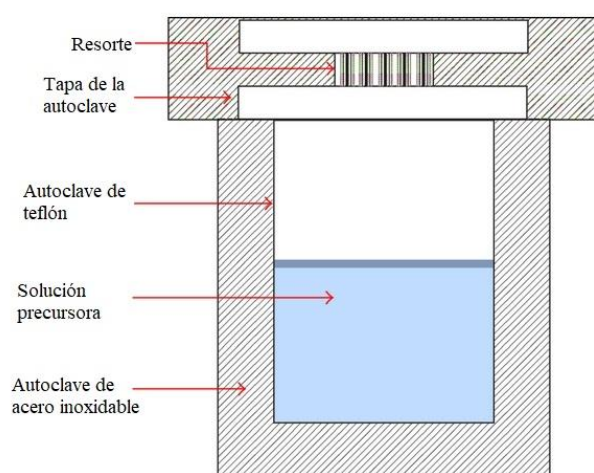 Resorte
Tapa de la
autoclave
Autoclave de
teflón
Solución
precursora
Autoclave de
acero inoxidable